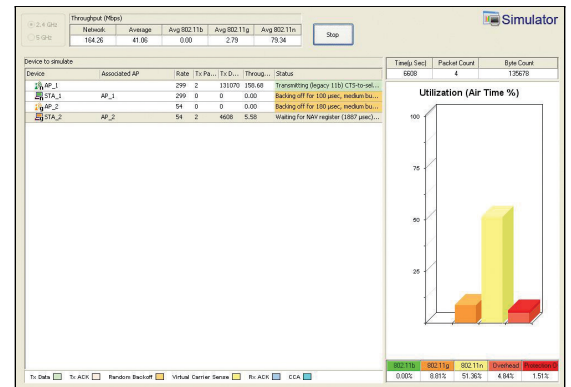 2.4 GHz
5 GHz
Throughput (Mbps)
Network Average Avg 802.11b Avg 802.11g Avg 802.11n
164.26 41.06 0.00 2.79 79.34
Stop
Simulator
Device to simulate
Device Associated AP Rate Tx Pa... Tx D... Throug... Status
AP_1 299 2 131070 158.68 Transmitting (legacy 11b) CTS-to-sel...
STA_1 AP_1 299 0 0 0.00 Backing off for 100 µsec, medium bu...
AP_2 54 0 0 0.00 Backing off for 180 µsec, medium bu...
STA_2 AP_2 54 2 4608 5.58 Waiting for NAV register (1887 µsec)...
Time(µ Sec) Packet Count Byte Count
6608 4 135678
Utilization (Air Time %)
100
75
50
25
802.11b 802.11g 802.11n Overhead Protection O
0.00% 8.81% 51.36% 4.84% 1.51%
Tx Data Tx ACK Random Backoff Virtual Carrier Sense Rx ACK CCA